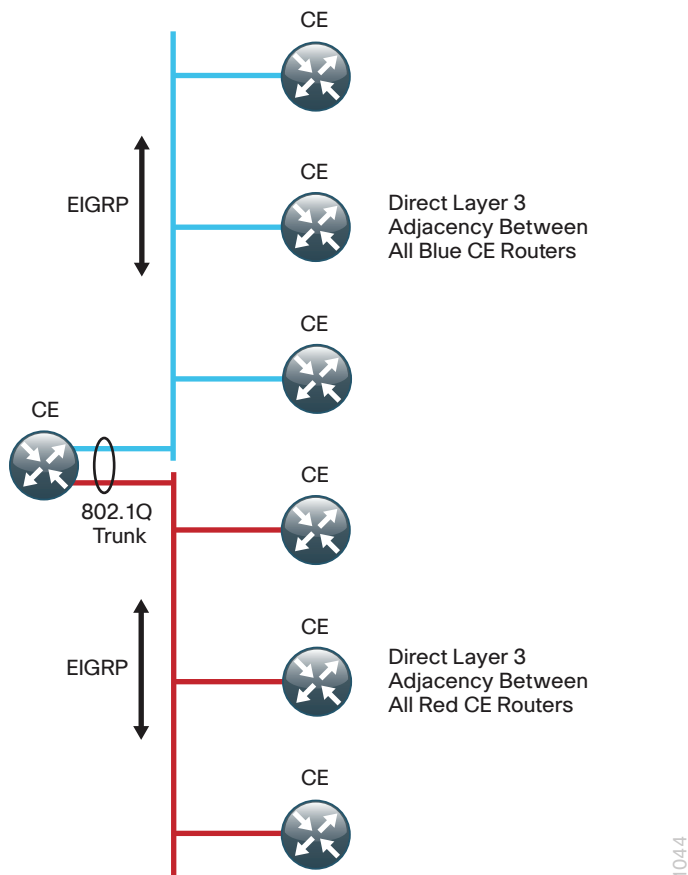 CE
CE
EIGRP
Direct Layer 3
Adjacency Between
All Blue CE Routers
CE
CE
802.1Q
Trunk
CE
CE
EIGRP
Direct Layer 3
Adjacency Between
All Red CE Routers
CE
1044